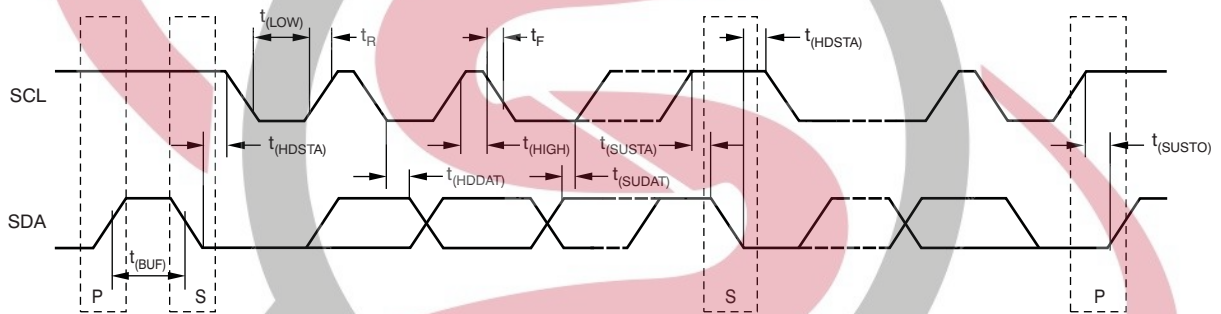 t(LOW)
tR
tF
t(HDSTA)
SCL
t(HDSTA)
t(HIGH)
t(SUSTA)
t(SUSTO)
t(HDDAT)
t(SUDAT)
SDA
t(BUF)
P
S
S
P